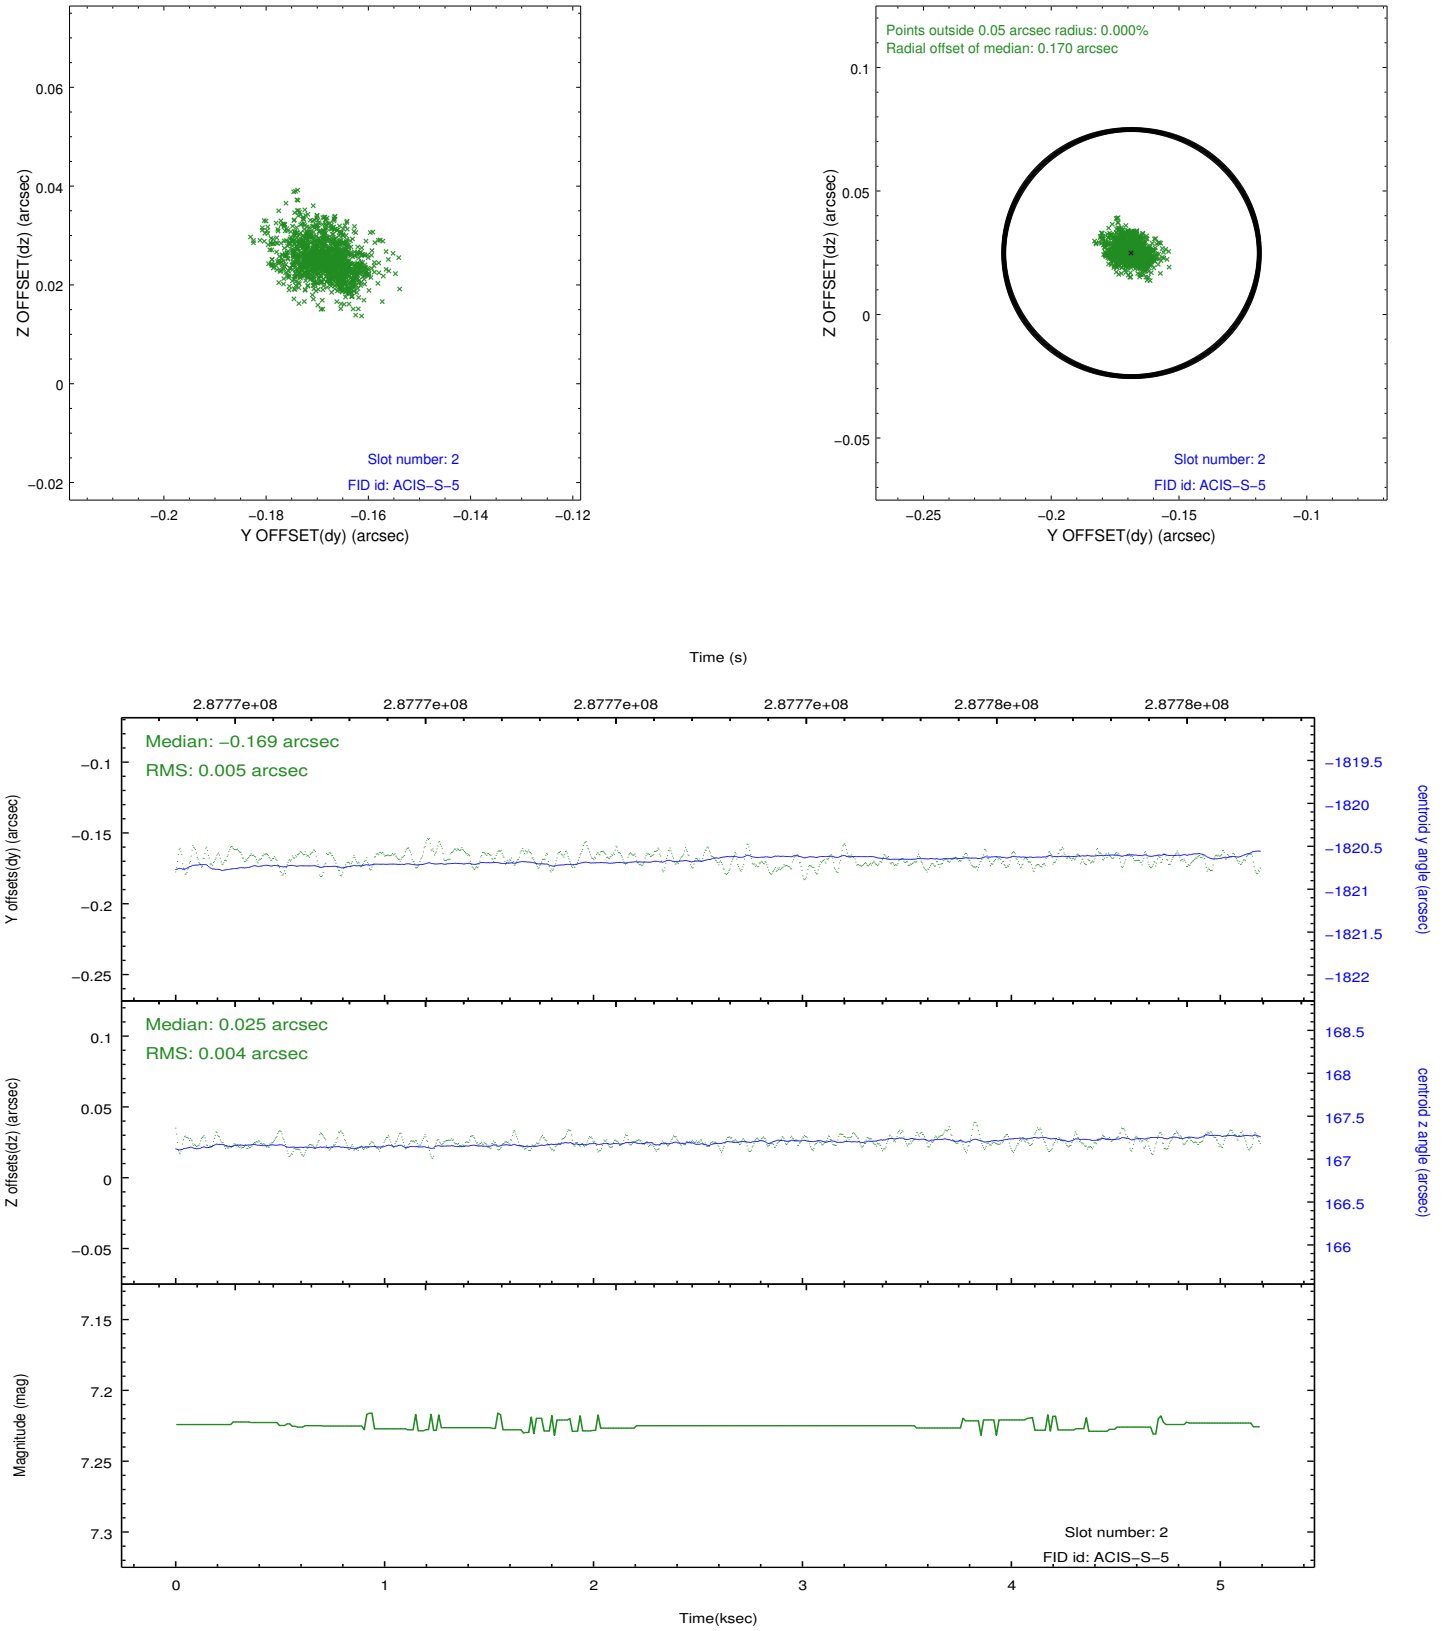 0.06
0.04
0.02
0
−0.02
Z OFFSET(dz) (arcsec)
Slot number: 2
FID id: ACIS−S−5
−0.2
−0.18
−0.16
−0.14
−0.12
Y OFFSET(dy) (arcsec)
Points outside 0.05 arcsec radius: 0.000%
Radial offset of median: 0.170 arcsec
0.1
0.05
0
−0.05
Z OFFSET(dz) (arcsec)
Slot number: 2
FID id: ACIS−S−5
−0.25
−0.2
−0.15
−0.1
Y OFFSET(dy) (arcsec)
Time (s)
2.8777e+08
2.8777e+08
2.8777e+08
2.8777e+08
2.8778e+08
2.8778e+08
Median: −0.169 arcsec
RMS: 0.005 arcsec
−0.1
−0.15
−0.2
−0.25
Y offsets(dy) (arcsec)
−1819.5
−1820
−1820.5
−1821
−1821.5
−1822
centroid y angle (arcsec)
Median: 0.025 arcsec
RMS: 0.004 arcsec
0.1
0.05
0
−0.05
Z offsets(dz) (arcsec)
168.5
168
167.5
167
166.5
166
centroid z angle (arcsec)
7.15
7.2
7.25
7.3
Magnitude (mag)
Slot number: 2
FID id: ACIS−S−5
0
1
2
3
4
5
Time(ksec)